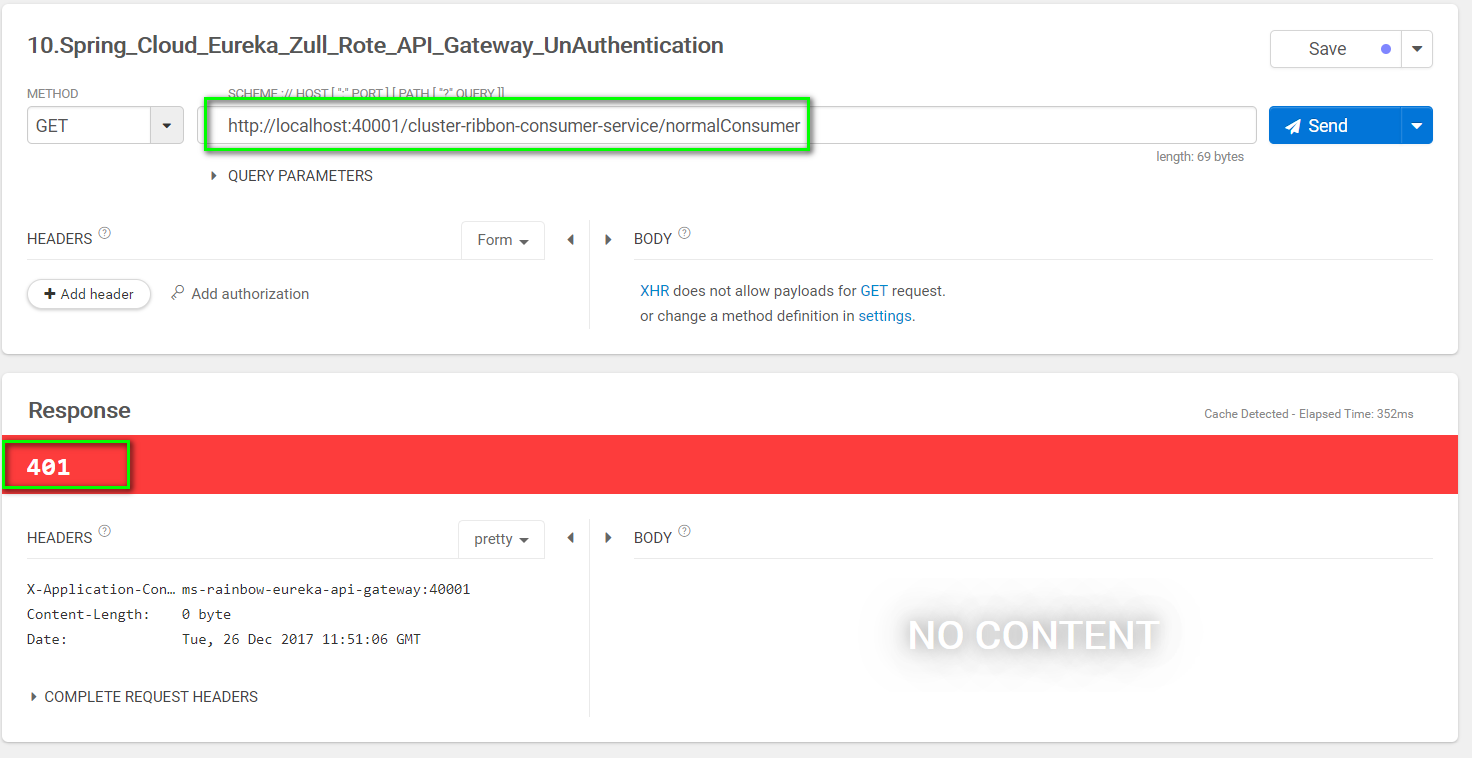 10.Spring_Cloud_Eureka_Zull_Rote_API_Gateway_UnAuthentication
Save
METHOD
SCHEME :// HOST [ ":" PORT ] [ PATH [ "?" QUERY ]]
GET
http://localhost:40001/cluster-ribbon-consumer-service/normalConsumer
Send
length: 69 bytes
QUERY PARAMETERS
HEADERS ?
Form
BODY ?
+ Add header
Add authorization
XHR does not allow payloads for GET request.
or change a method definition in settings.
Response
Cache Detected - Elapsed Time: 352ms
401
HEADERS ?
pretty
BODY ?
X-Application-Con… ms-rainbow-eureka-api-gateway:40001
Content-Length: 0 byte
Date: Tue, 26 Dec 2017 11:51:06 GMT
NO CONTENT
COMPLETE REQUEST HEADERS